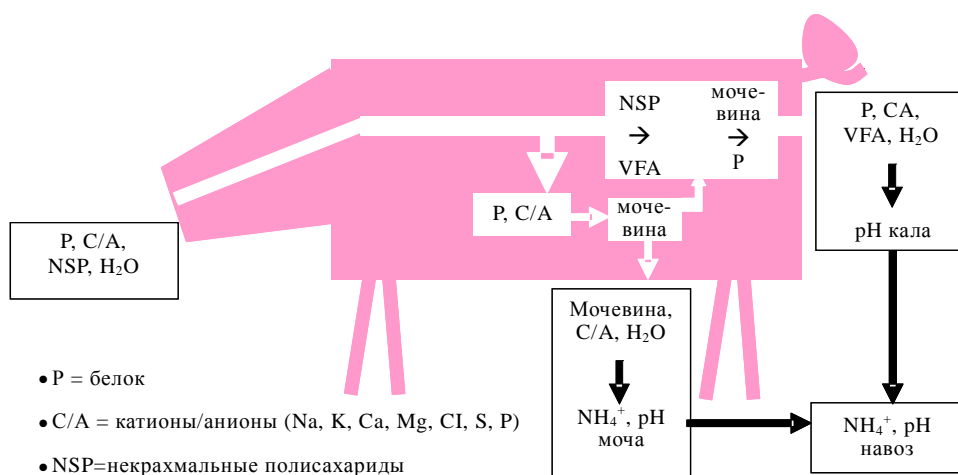 P, C/A,
NSP, H₂O
NSP
→
VFA
моче-
вина
→
P
P, C/A
моче-
вина
P, CA,
VFA, H₂O
pH кала
Мочевина,
C/A, H₂O
NH₄⁺, pH
моча
NH₄⁺, pH
навоз
• P = белок
• C/A = катионы/анионы (Na, K, Ca, Mg, CI, S, P)
• NSP=некрахмальные полисахариды